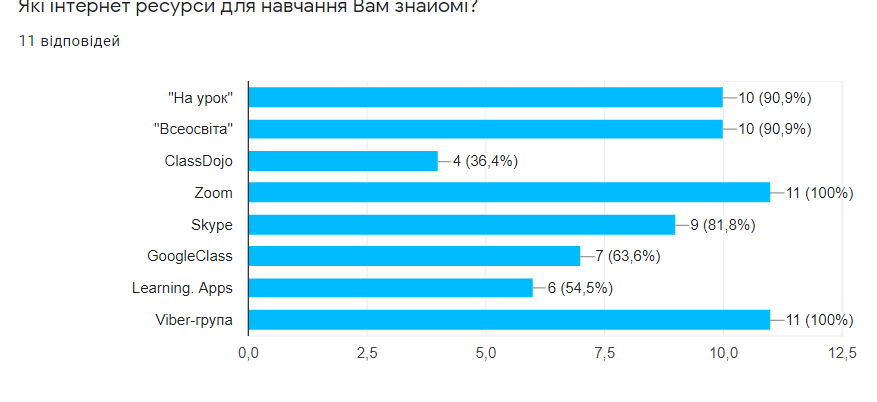 Які інтернет ресурси для навчання Вам знайомі?
11 відповідей
"На урок" 10 (90,9%)
"Всеосвіта" 10 (90,9%)
ClassDojo 4 (36,4%)
Zoom 11 (100%)
Skype 9 (81,8%)
GoogleClass 7 (63,6%)
Learning. Apps 6 (54,5%)
Viber-група 11 (100%)
0,0 2,5 5,0 7,5 10,0 12,5